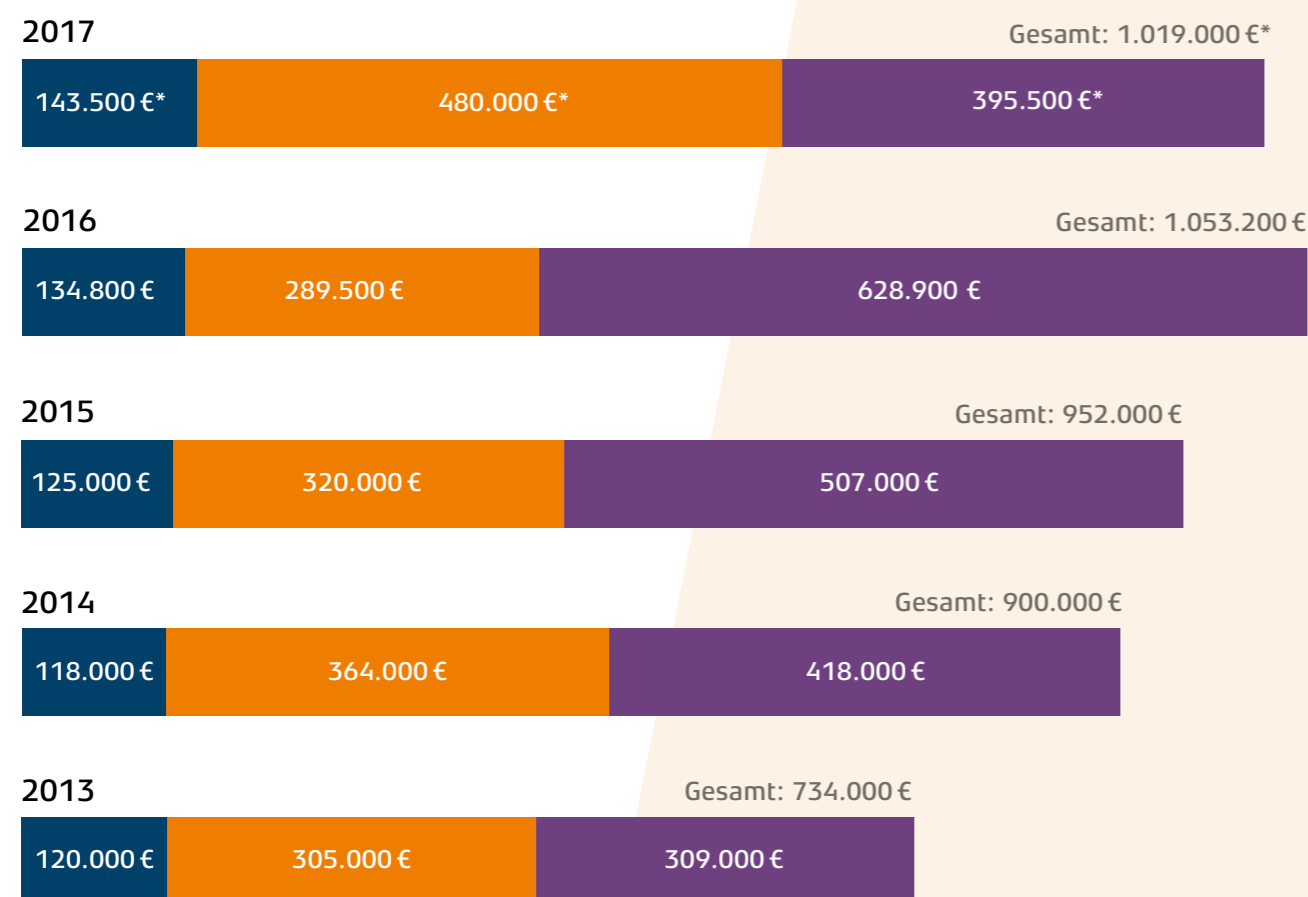 2017
Gesamt: 1.019.000 €*
143.500 €* 480.000 €* 395.500 €*
2016
Gesamt: 1.053.200 €
134.800 € 289.500 € 628.900 €
2015
Gesamt: 952.000 €
125.000 € 320.000 € 507.000 €
2014
Gesamt: 900.000 €
118.000 € 364.000 € 418.000 €
2013
Gesamt: 734.000 €
120.000 € 305.000 € 309.000 €